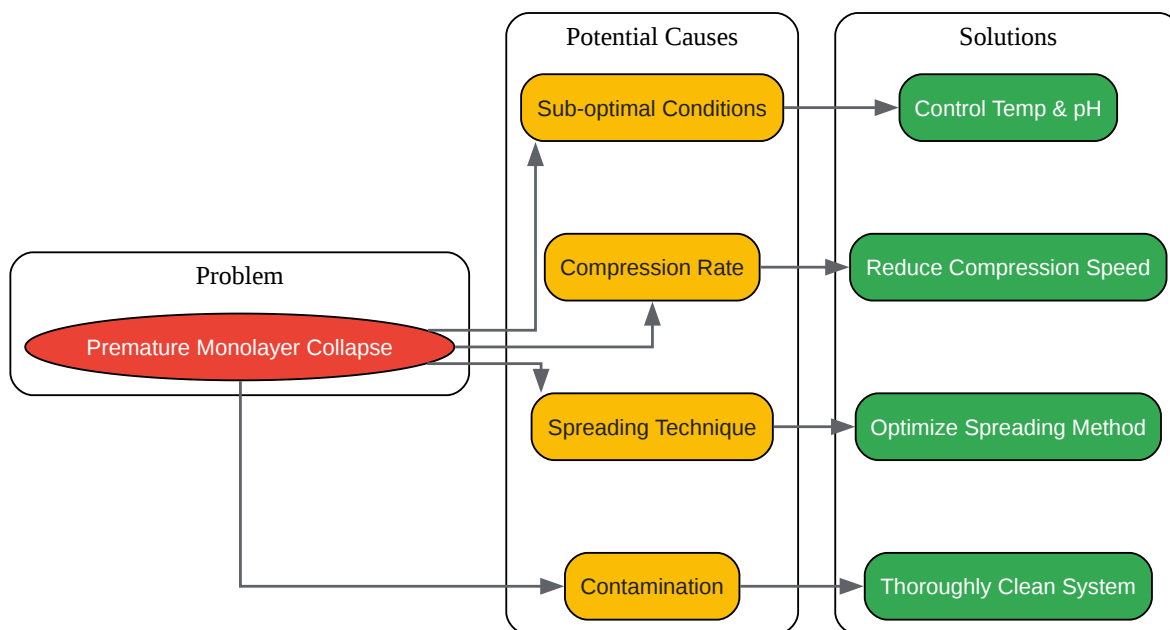 Potential Causes
Solutions
Sub-optimal Conditions
Control Temp & pH
Problem
Compression Rate
Reduce Compression Speed
Premature Monolayer Collapse
Spreading Technique
Optimize Spreading Method
Contamination
Thoroughly Clean System